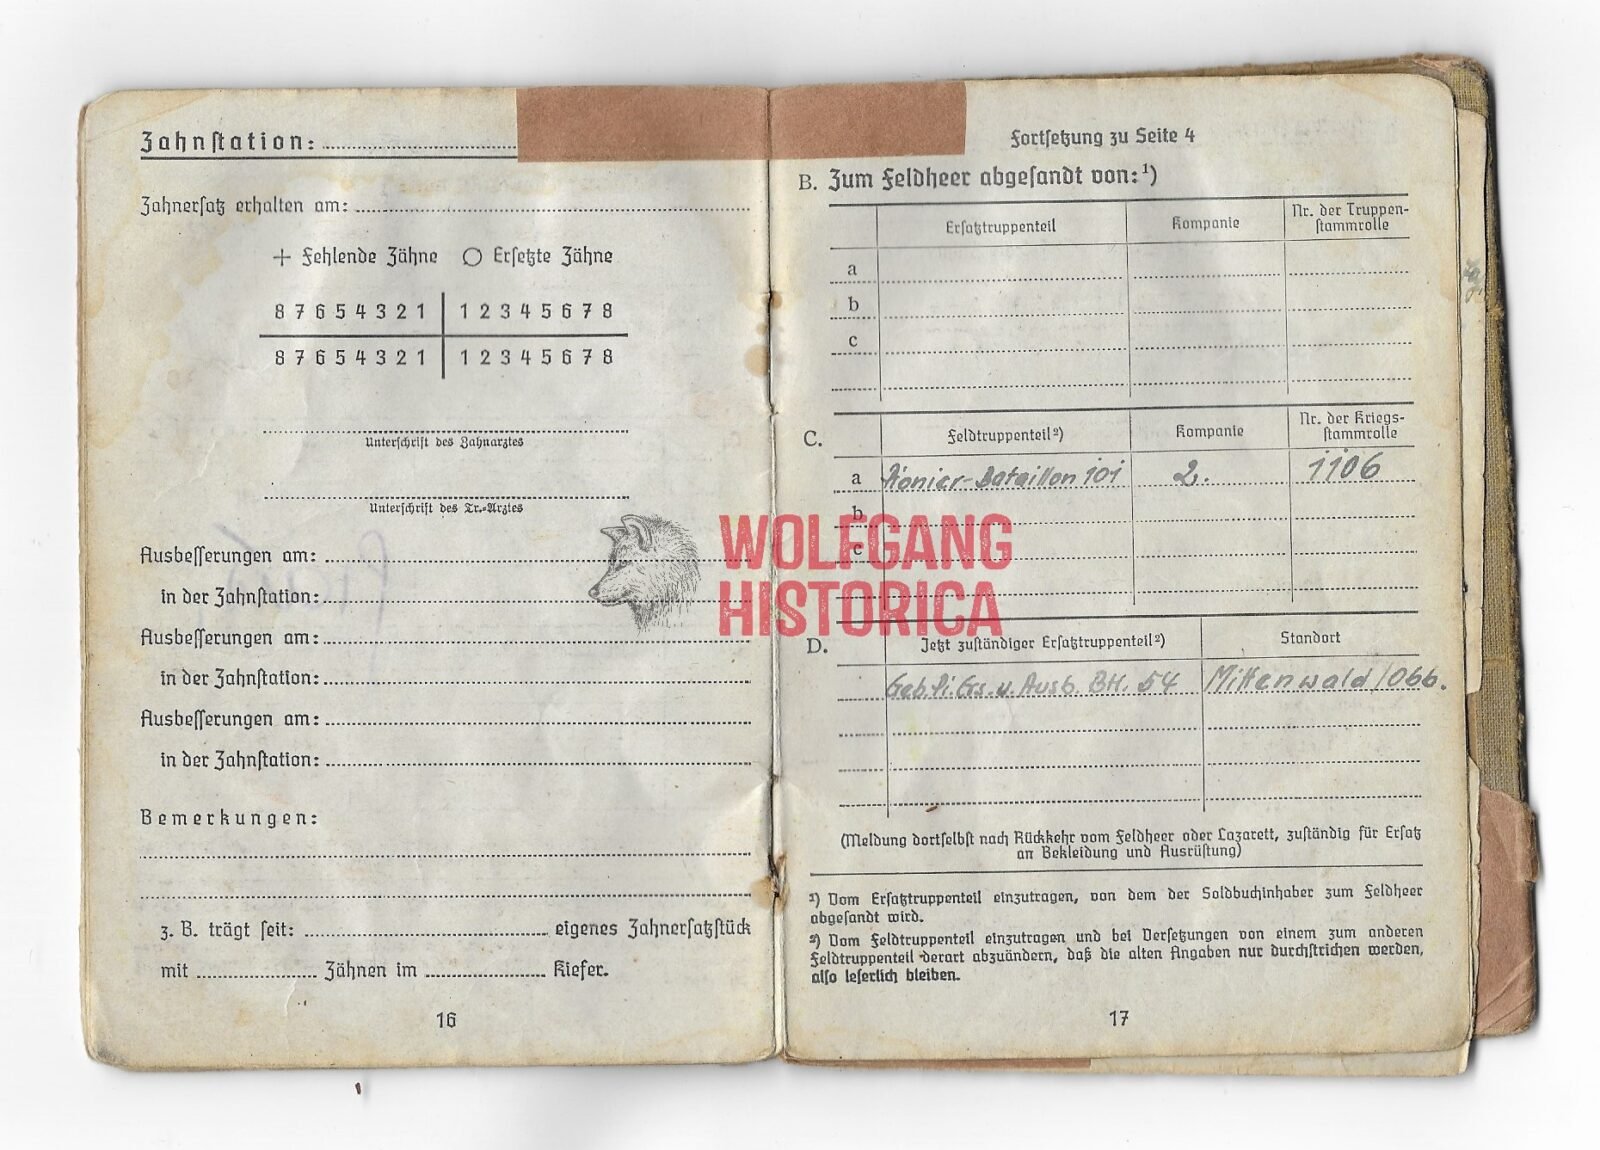 Zahnstation:
Zahnersatz erhalten am:
+ Fehlende Zähne O Ersetzte Zähne
8 7 6 5 4 3 2 1 1 2 3 4 5 6 7 8
8 7 6 5 4 3 2 1 1 2 3 4 5 6 7 8
Unterschrift des Zahnarztes
Unterschrift des Tr.-Arztes
Ausbesserungen am:
in der Zahnstation:
Ausbesserungen am:
in der Zahnstation:
Ausbesserungen am:
in der Zahnstation:
Bemerkungen:
z. B. trägt seit: eigenes Zahnersatzstück
mit Zähnen im Kiefer.
16
Fortsetzung zu Seite 4
B. Zum Feldheer abgesandt von:¹)
Ersatztruppenteil Kompanie Nr. der Truppen-
stammrolle
a
b
c
C. Feldtruppenteil²) Kompanie Nr. der Kriegs-
stammrolle
a Pionier-Bataillon 101 2. 1106
b
c
WOLFGANG
HISTORICA
D. Jetzt zuständiger Ersatztruppenteil²) Standort
Geb. Pi. Ers. u. Ausb. Btl. 54 Mittenwald/Obb.
(Meldung dortselbst nach Rückkehr vom Feldheer oder Lazarett, zuständig für Ersatz
an Bekleidung und Ausrüstung)
¹) Vom Ersatztruppenteil einzutragen, von dem der Soldbuchinhaber zum Feldheer
abgesandt wird.
²) Vom Feldtruppenteil einzutragen und bei Versetzungen von einem zum anderen
Feldtruppenteil derart abzuändern, daß die alten Angaben nur durchstrichen werden,
also leserlich bleiben.
17